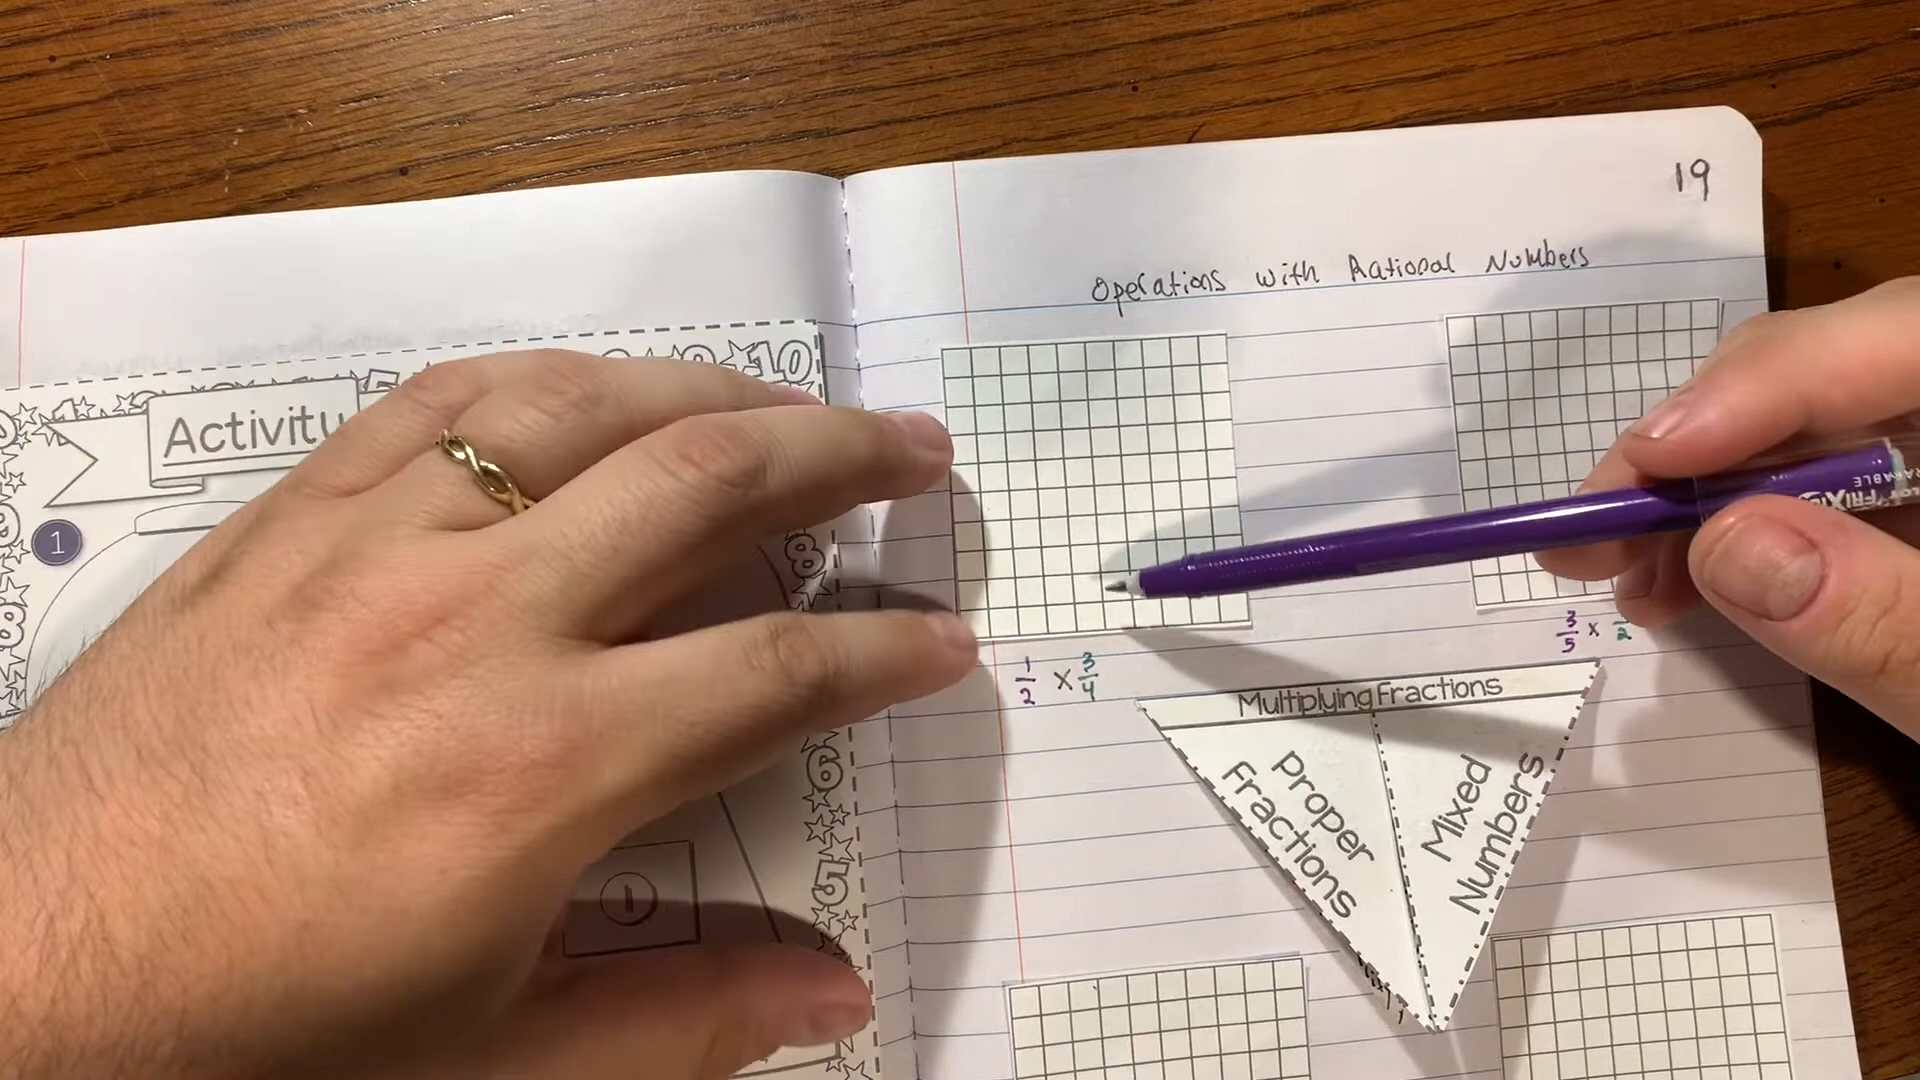 19
Operations with Rational Numbers
10
Activity
1
8
1/2 x 3/4
3/5 x
2
Multiplying Fractions
Proper Fractions
Mixed Numbers
6
5
1